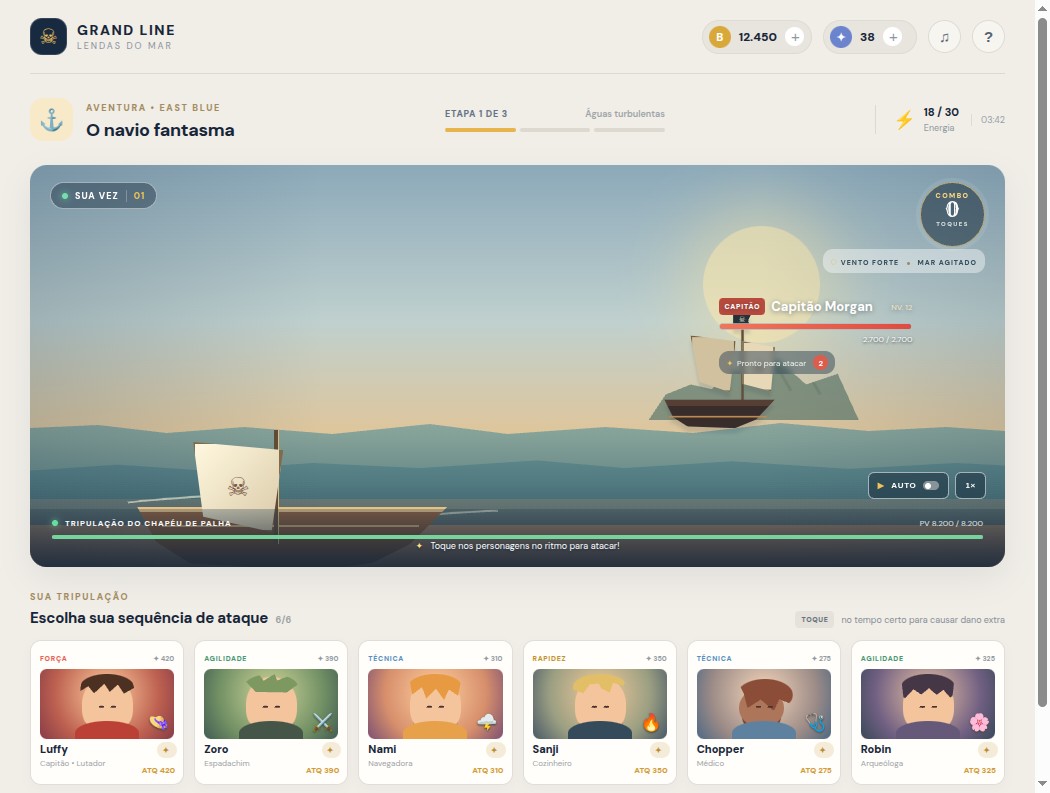 GRAND LINE
LENDAS DO MAR
B 12.450 +
38 +
?
AVENTURA • EAST BLUE
O navio fantasma
ETAPA 1 DE 3
Águas turbulentas
18 / 30
Energia
03:42
SUA VEZ 01
COMBO
0
TOQUES
VENTO FORTE • MAR AGITADO
CAPITÃO Capitão Morgan NV. 12
2.700 / 2.700
Pronto para atacar 2
AUTO
1×
TRIPULAÇÃO DO CHAPÉU DE PALHA
PV 8.200 / 8.200
Toque nos personagens no ritmo para atacar!
SUA TRIPULAÇÃO
Escolha sua sequência de ataque 6/6
TOQUE no tempo certo para causar dano extra
FORÇA ✦ 420
Luffy
Capitão • Lutador
ATQ 420
AGILIDADE ✦ 390
Zoro
Espadachim
ATQ 390
TÉCNICA ✦ 310
Nami
Navegadora
ATQ 310
RAPIDEZ ✦ 350
Sanji
Cozinheiro
ATQ 350
TÉCNICA ✦ 275
Chopper
Médico
ATQ 275
AGILIDADE ✦ 325
Robin
Arqueóloga
ATQ 325